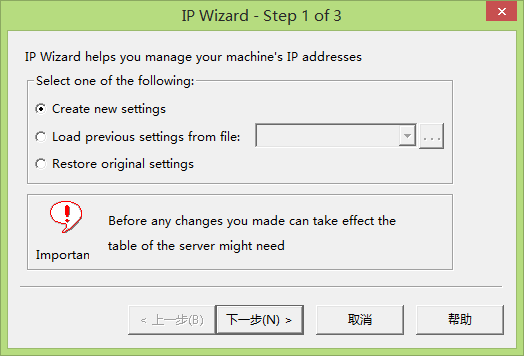 IP Wizard - Step 1 of 3
IP Wizard helps you manage your machine's IP addresses
Select one of the following:
Create new settings
Load previous settings from file:
...
Restore original settings
Before any changes you made can take effect the
table of the server might need
Importan
< 上一步(B)
下一步(N) >
取消
帮助